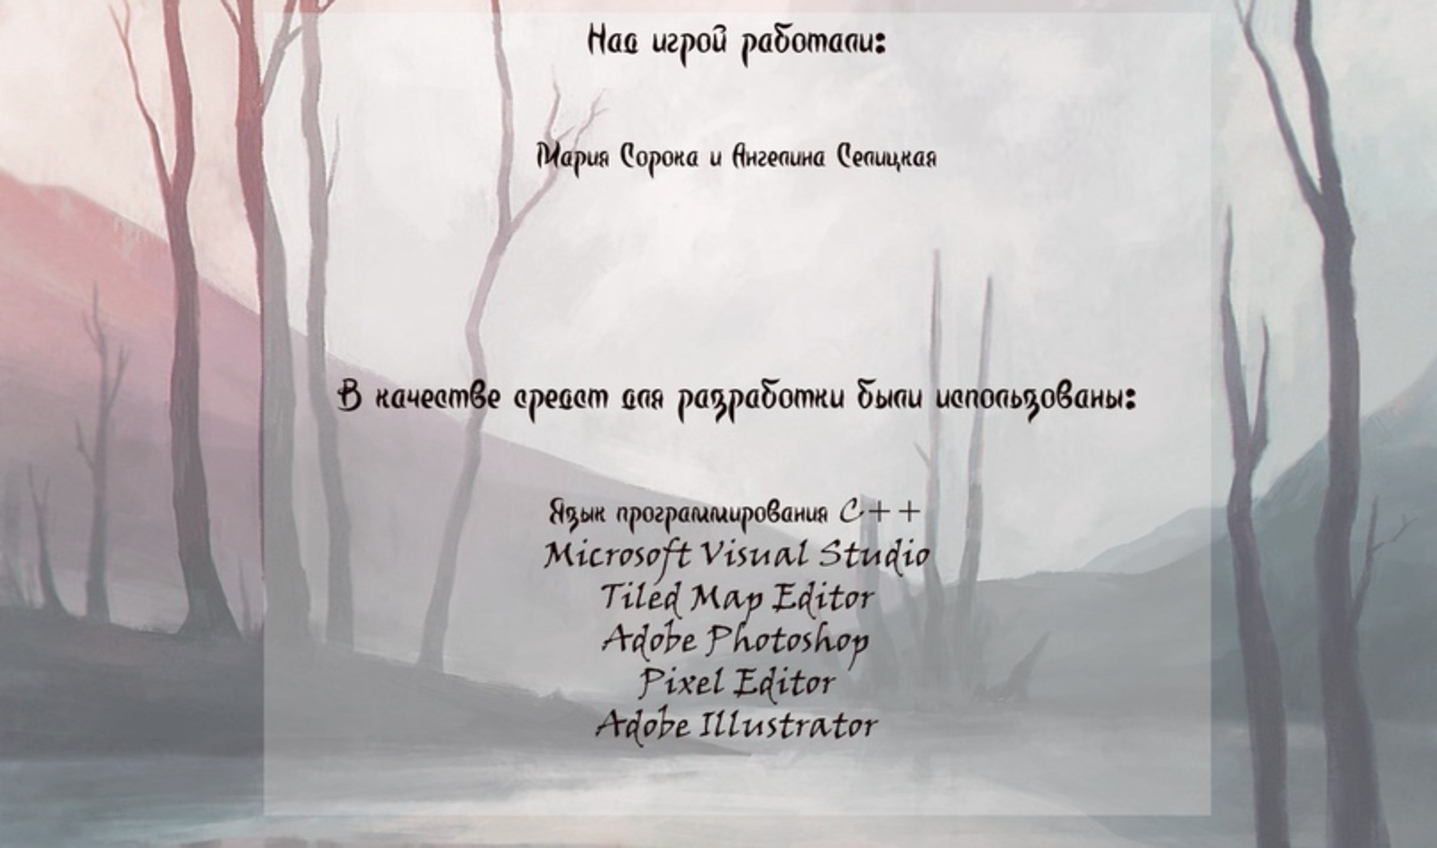 Над игрой работали:
Мария Сорока и Ангелина Селицкая
В качестве средст для разработки были использованы:
Язык программирования C++
Microsoft Visual Studio
Tiled Map Editor
Adobe Photoshop
Pixel Editor
Adobe Illustrator